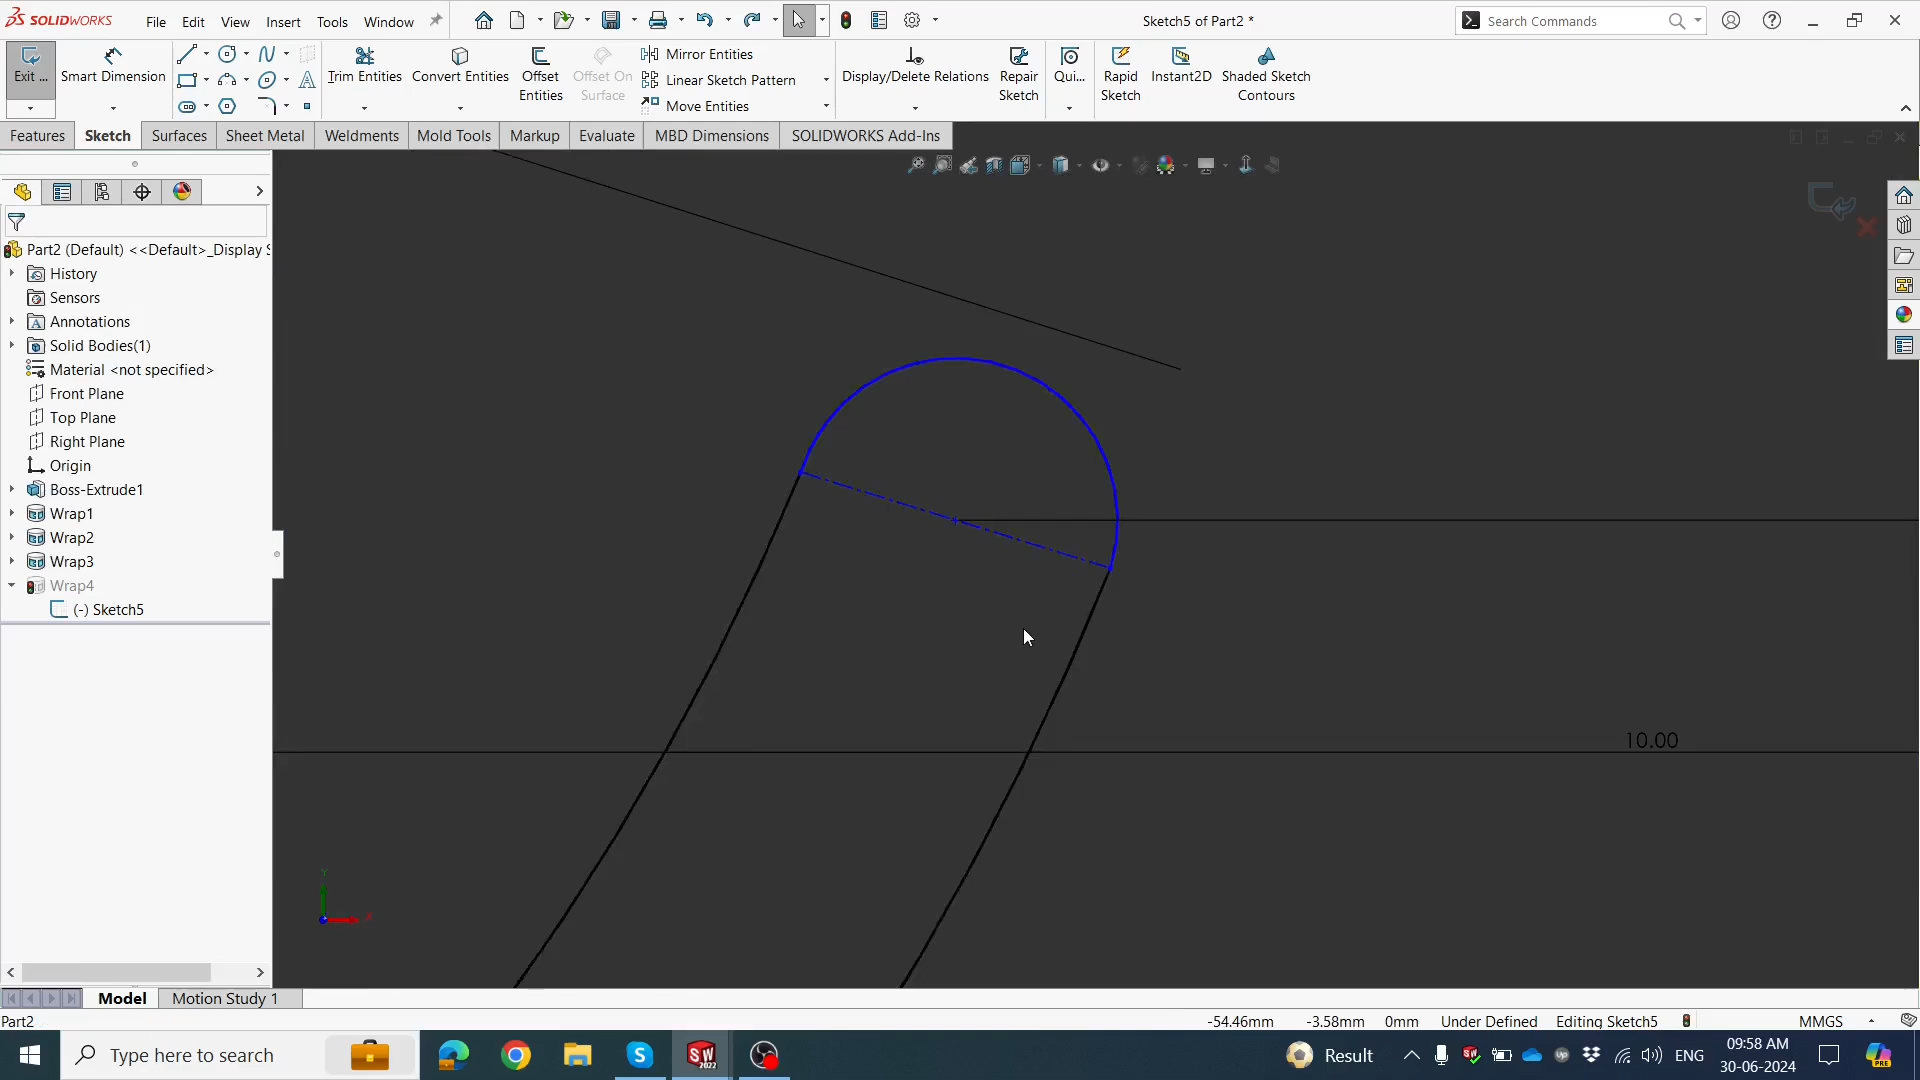 SOLIDWORKS
File Edit View Insert Tools Window
Sketch5 of Part2 *
Search Commands
Exit ...
Smart Dimension
Trim Entities
Convert Entities
Offset Entities
Offset On Surface
Mirror Entities
Linear Sketch Pattern
Move Entities
Display/Delete Relations
Repair Sketch
Qui...
Rapid Sketch
Instant2D
Shaded Sketch Contours
Features Sketch Surfaces Sheet Metal Weldments Mold Tools Markup Evaluate MBD Dimensions SOLIDWORKS Add-Ins
Part2 (Default) <<Default>_Display S
History
Sensors
Annotations
Solid Bodies(1)
Material <not specified>
Front Plane
Top Plane
Right Plane
Origin
Boss-Extrude1
Wrap1
Wrap2
Wrap3
Wrap4
(-) Sketch5
10.00
Y
X
Model Motion Study 1
Part2 -54.46mm -3.58mm 0mm Under Defined Editing Sketch5 MMGS
Type here to search
SW 2022
Result
ENG
09:58 AM
30-06-2024
PRE